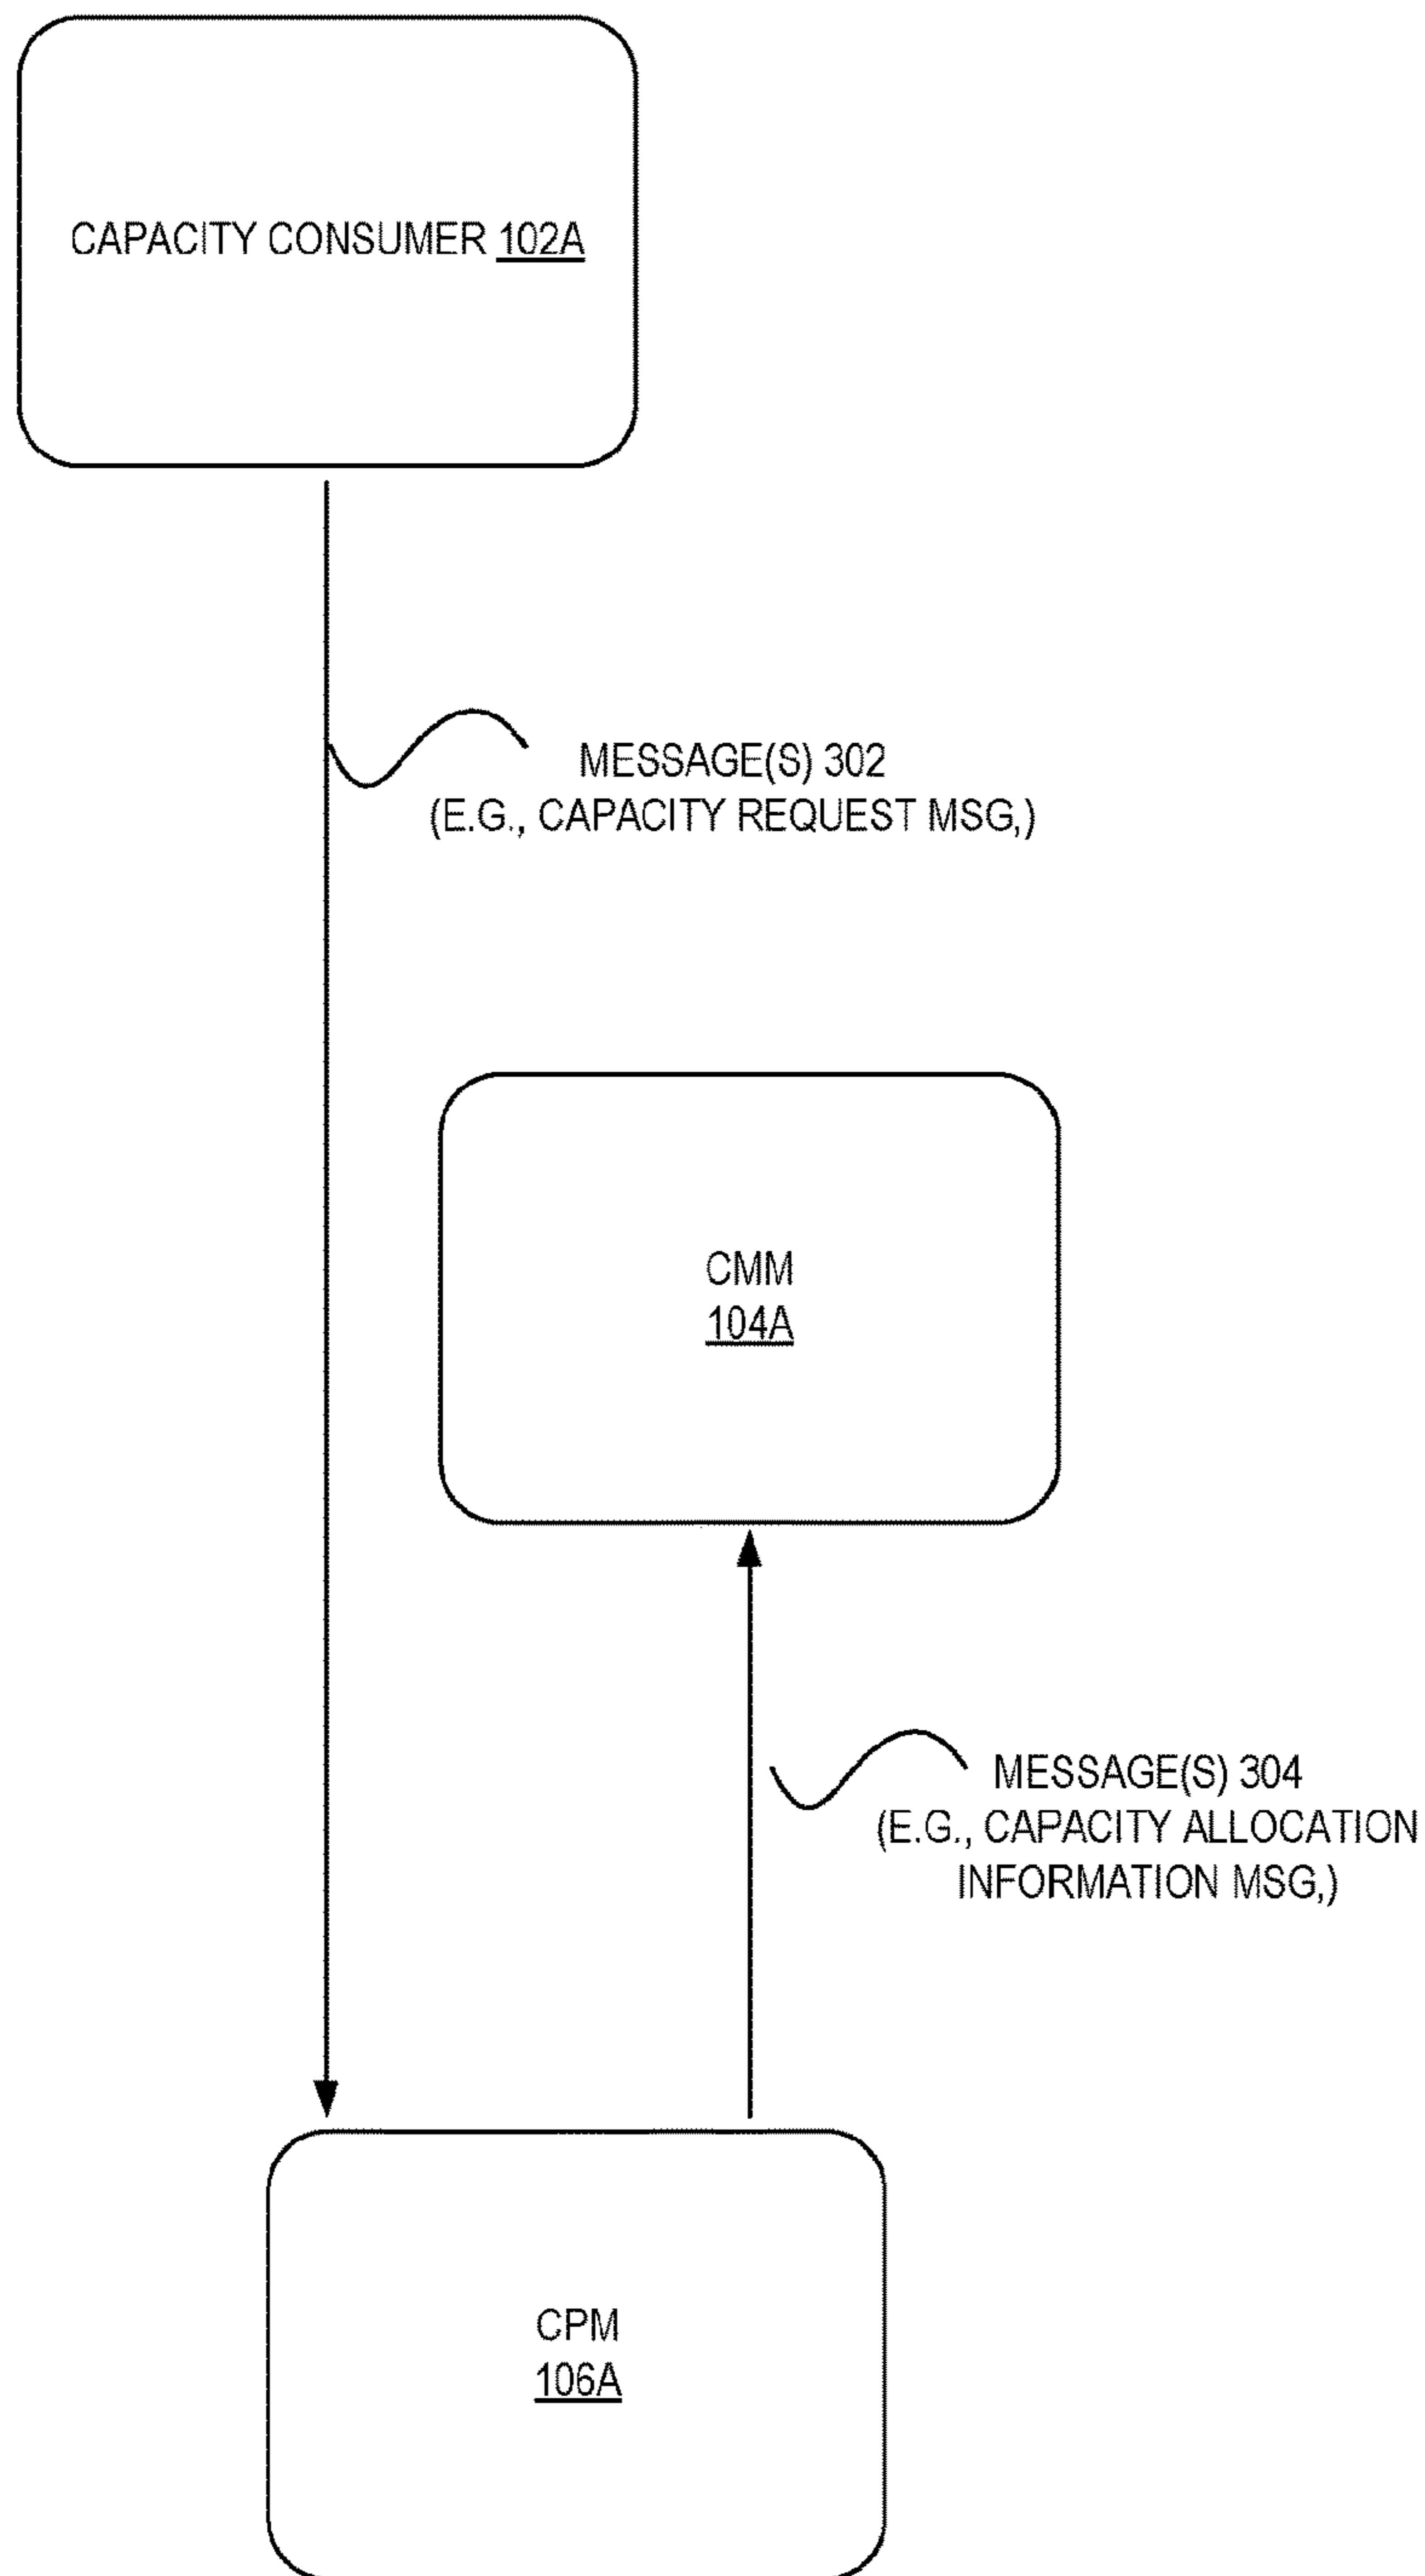 CAPACITY CONSUMER 102A
MESSAGE(S) 302
(E.G., CAPACITY REQUEST MSG,)
CMM
104A
MESSAGE(S) 304
(E.G., CAPACITY ALLOCATION
INFORMATION MSG,)
CPM
106A